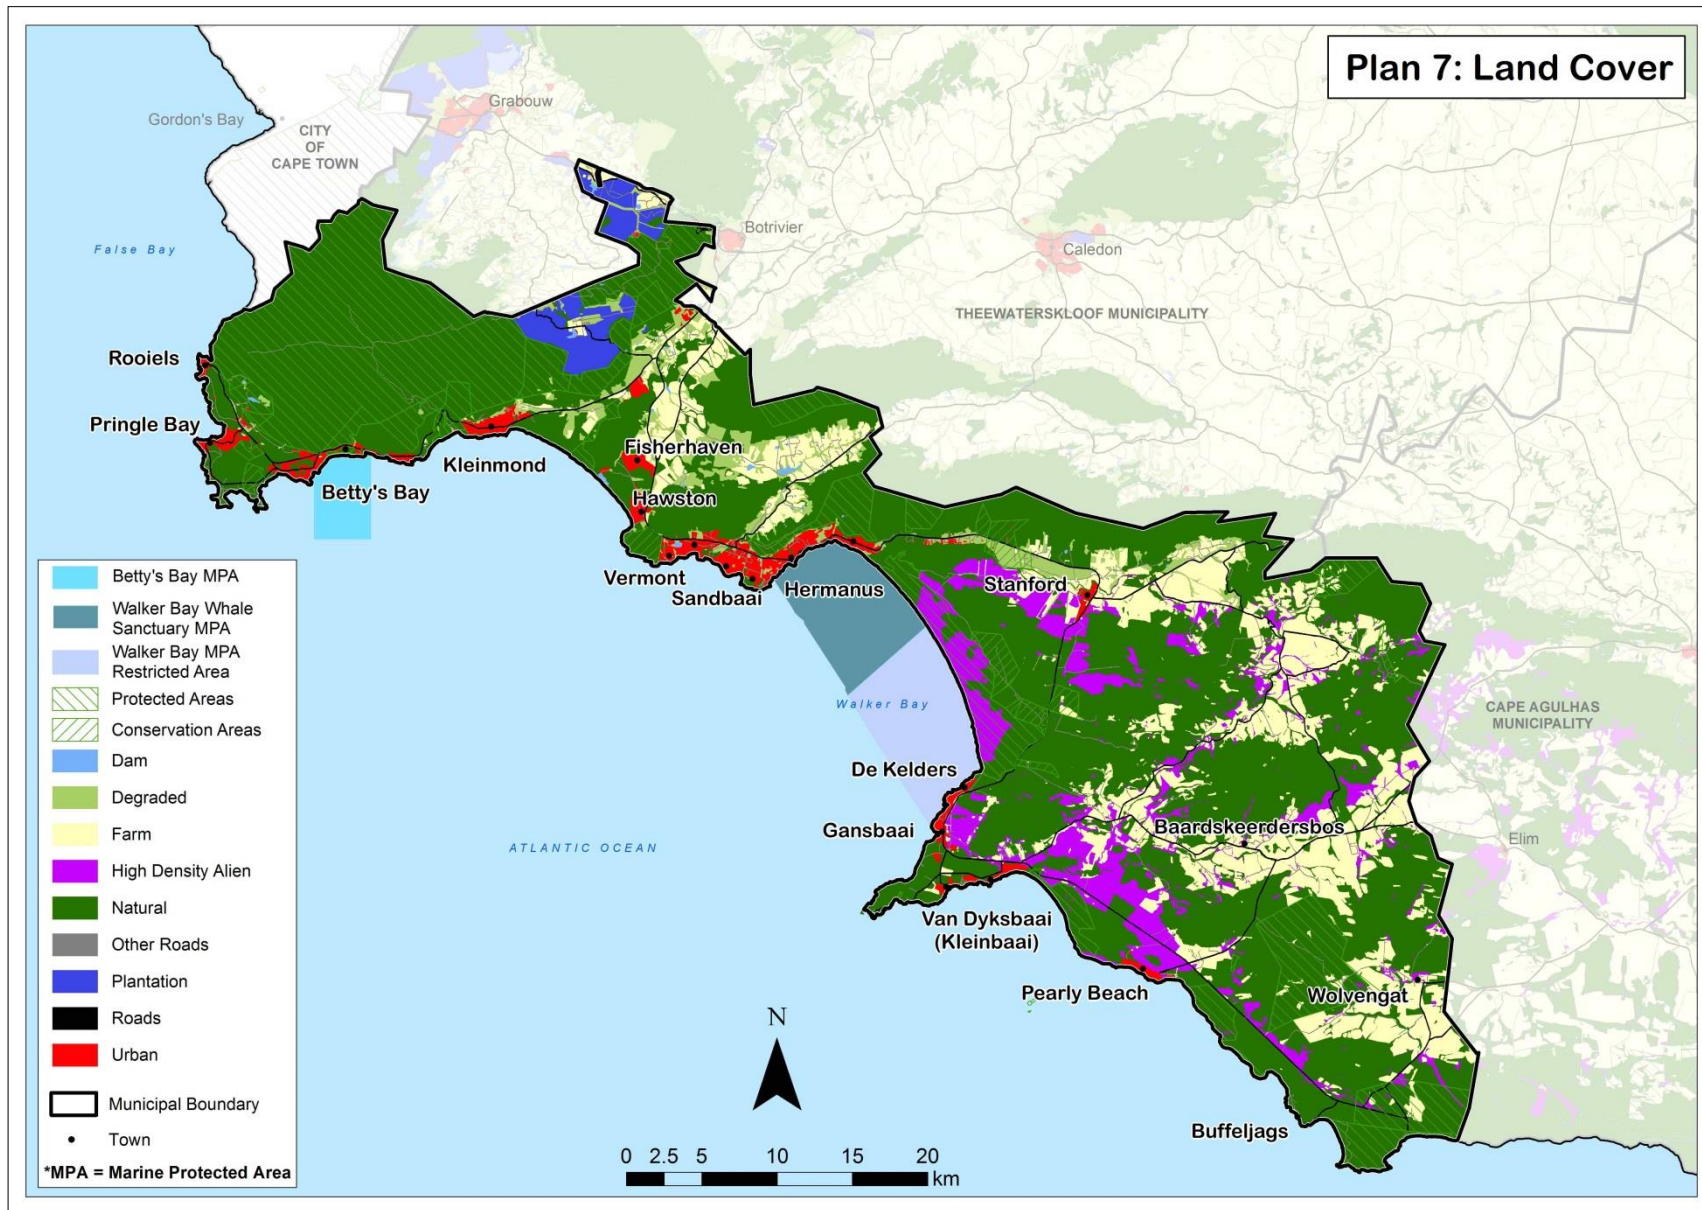 Plan 7: Land Cover
Grabouw
Gordon's Bay
CITY
OF
CAPE TOWN
Botrivier
Caledon
False Bay
THEEWATERSKLOOF MUNICIPALITY
Rooiels
Pringle Bay
Betty's Bay
Kleinmond
Fisherhaven
Hawston
Vermont
Sandbaai
Hermanus
Stanford
Walker Bay
CAPE AGULHAS
MUNICIPALITY
De Kelders
Gansbaai
Baardskeerdersbos
Elim
ATLANTIC OCEAN
Van Dyksbaai
(Kleinbaai)
Pearly Beach
Wolvengat
Buffeljags
Betty's Bay MPA
Walker Bay Whale
Sanctuary MPA
Walker Bay MPA
Restricted Area
Protected Areas
Conservation Areas
Dam
Degraded
Farm
High Density Alien
Natural
Other Roads
Plantation
Roads
Urban
Municipal Boundary
Town
*MPA = Marine Protected Area
N
0 2.5 5 10 15 20
km